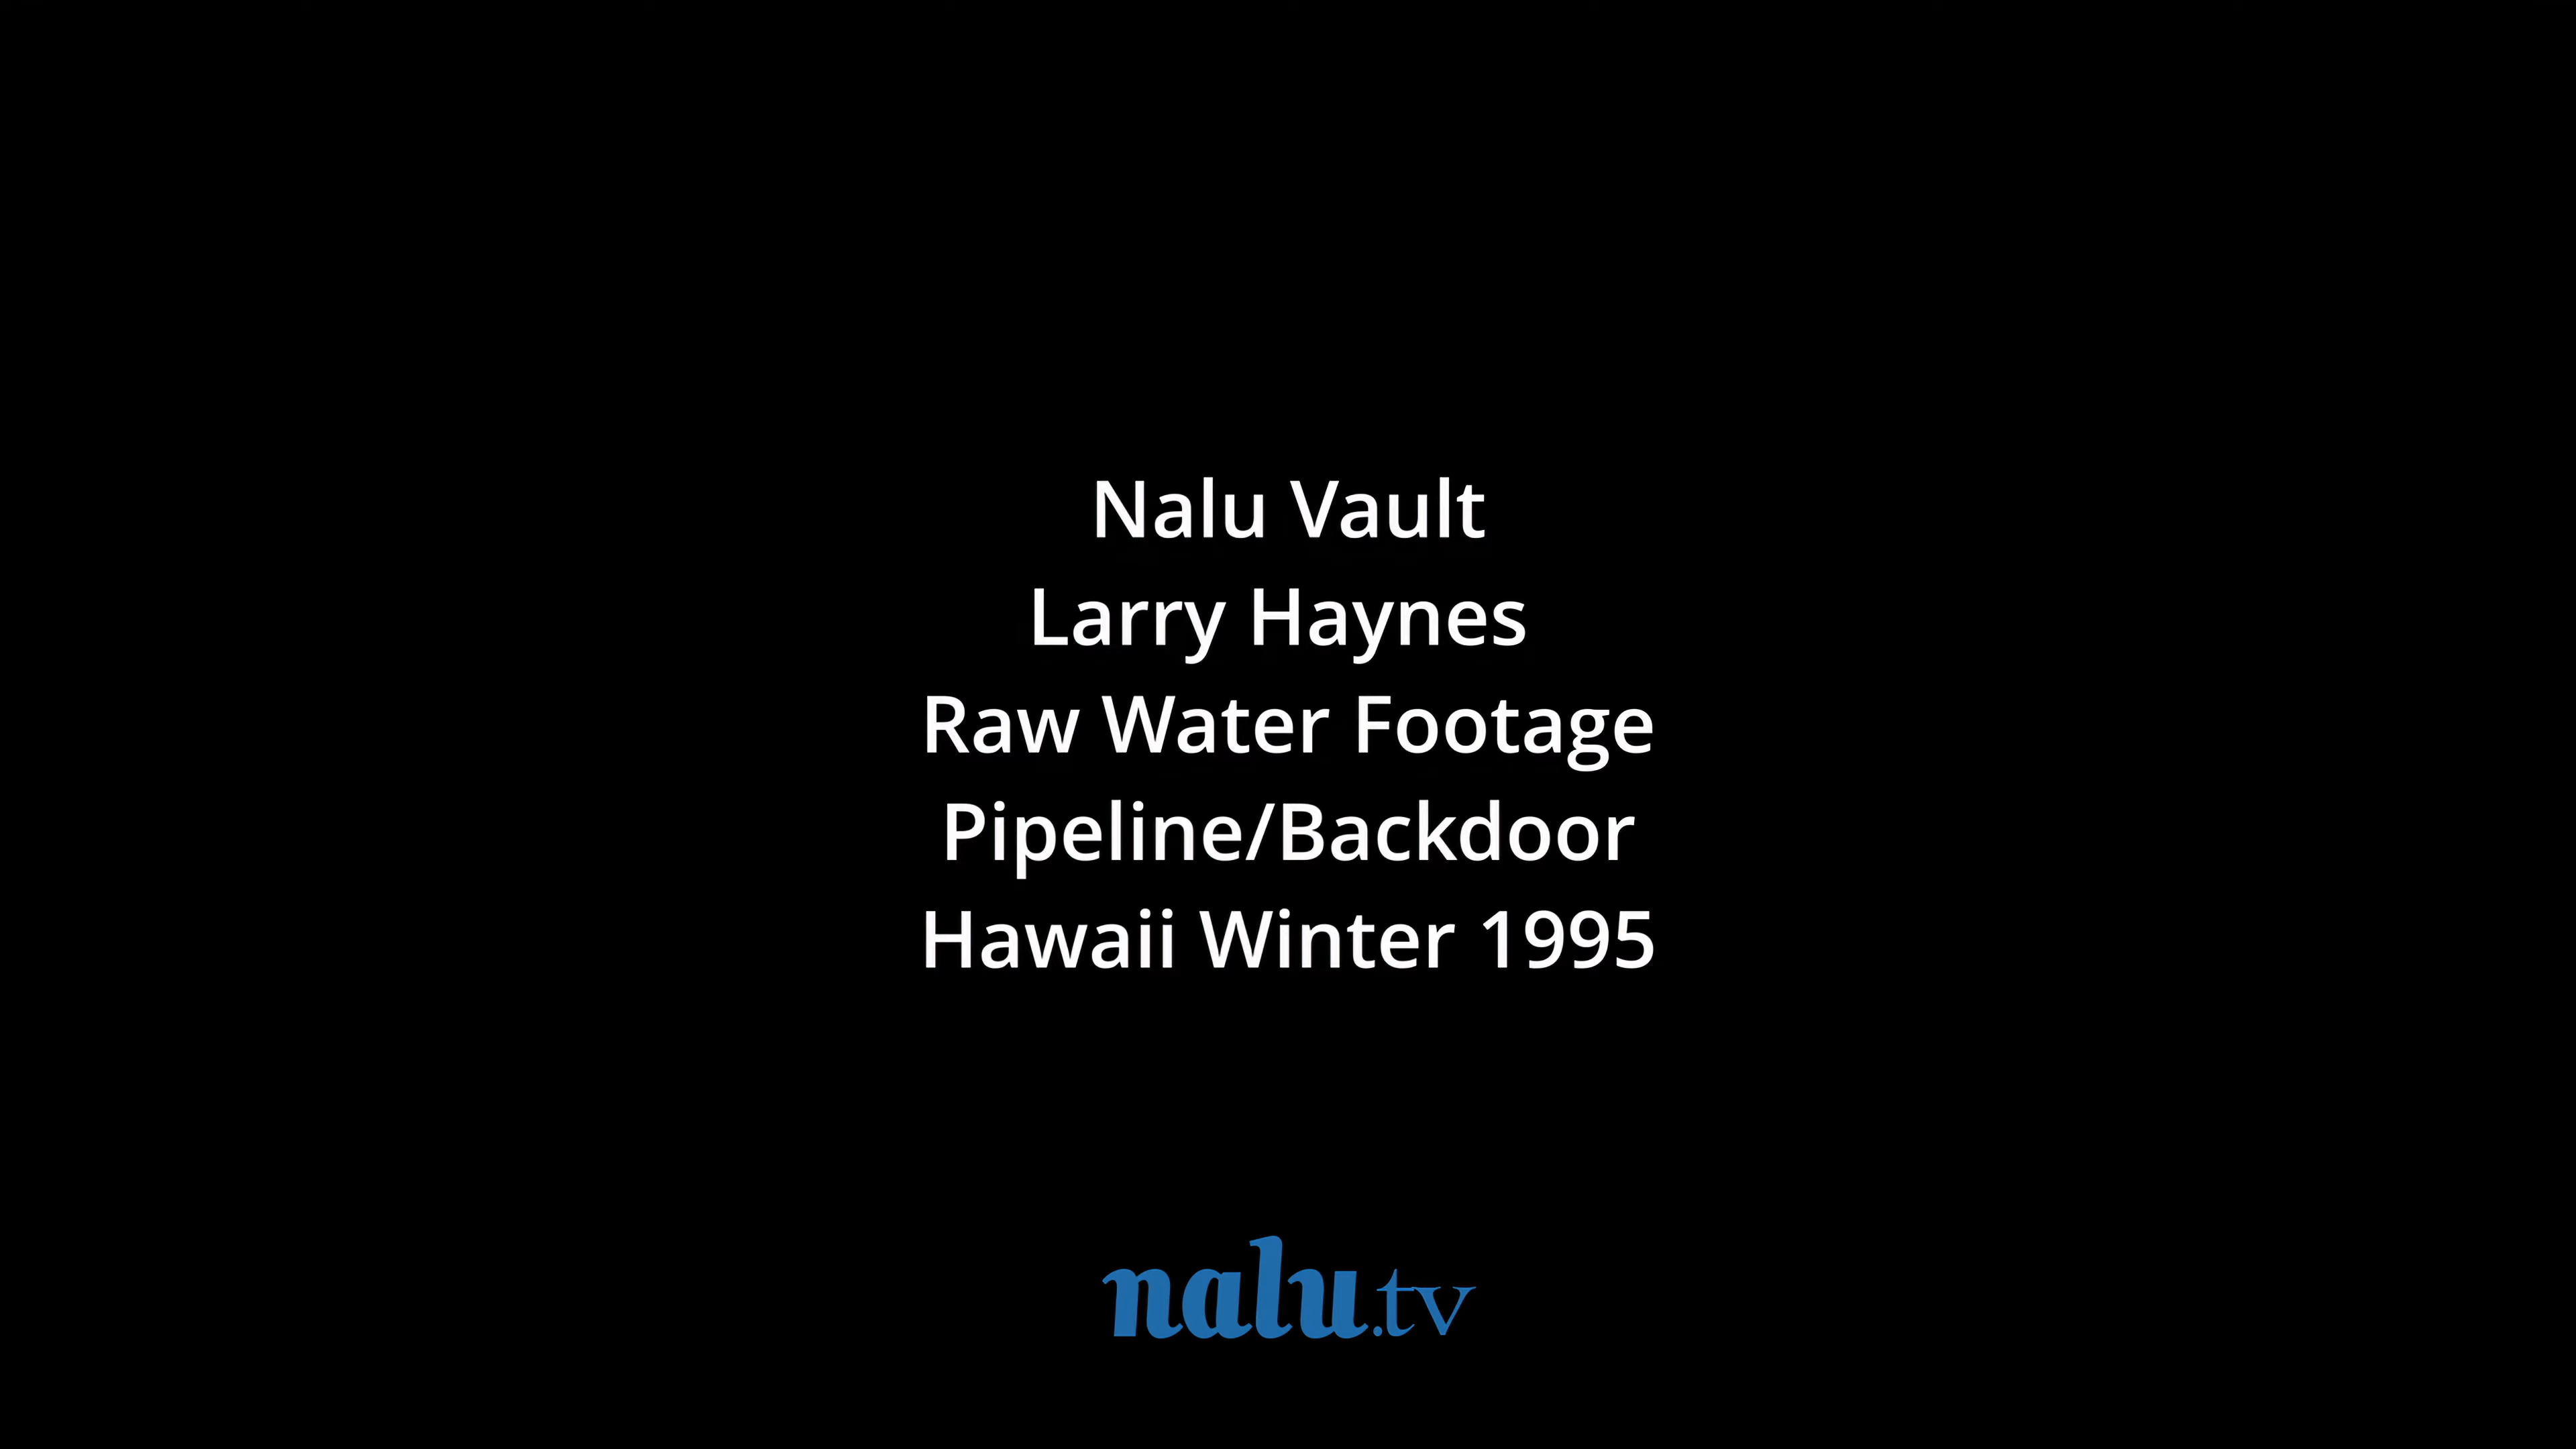 Nalu Vault
Larry Haynes
Raw Water Footage
Pipeline/Backdoor
Hawaii Winter 1995
nalu.tv